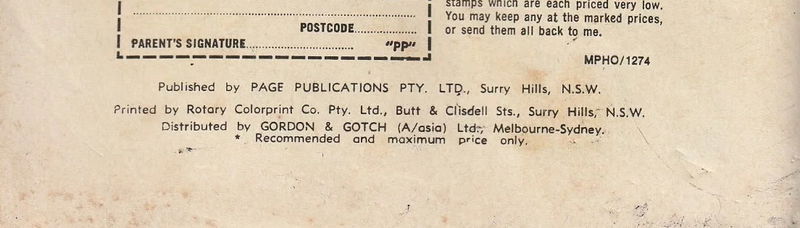 stamps which are each priced very low.
You may keep any at the marked prices,
or send them all back to me.
POSTCODE
PARENT'S SIGNATURE "PP"
MPHO/1274
Published by PAGE PUBLICATIONS PTY. LTD., Surry Hills, N.S.W.
Printed by Rotary Colorprint Co. Pty. Ltd., Butt & Clisdell Sts., Surry Hills, N.S.W.
Distributed by GORDON & GOTCH (A/asia) Ltd., Melbourne-Sydney.
* Recommended and maximum price only.